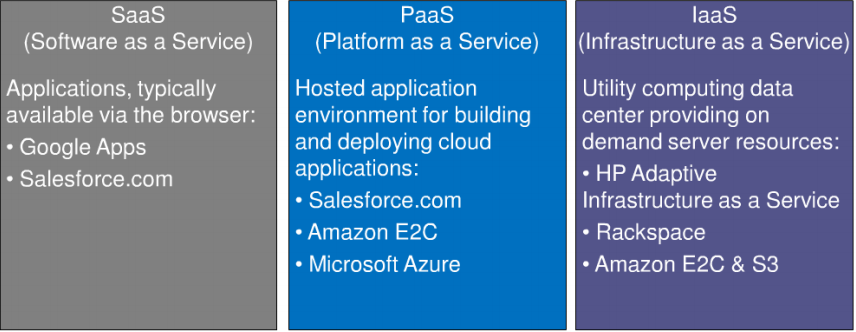 SaaS
(Software as a Service)
Applications, typically
available via the browser:
• Google Apps
• Salesforce.com
PaaS
(Platform as a Service)
Hosted application
environment for building
and deploying cloud
applications:
• Salesforce.com
• Amazon E2C
• Microsoft Azure
IaaS
(Infrastructure as a Service)
Utility computing data
center providing on
demand server resources:
• HP Adaptive
Infrastructure as a Service
• Rackspace
• Amazon E2C & S3